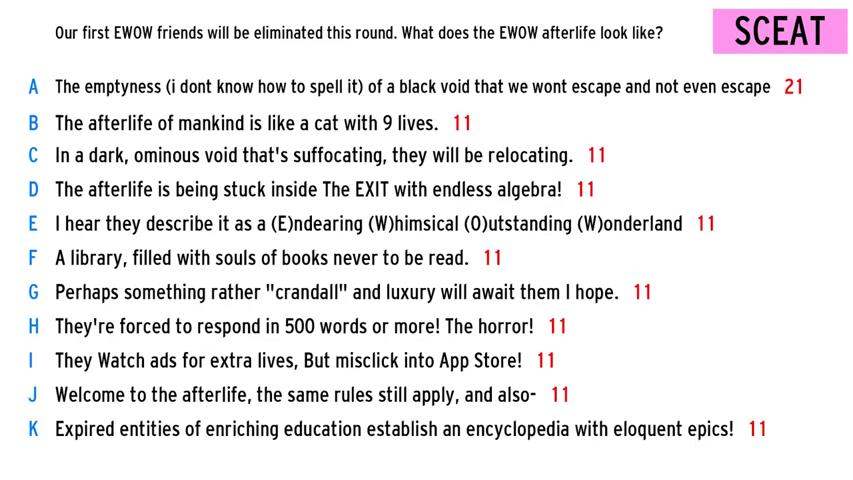 Our first EWOW friends will be eliminated this round. What does the EWOW afterlife look like?
SCEAT
A The emptyness (i dont know how to spell it) of a black void that we wont escape and not even escape 21
B The afterlife of mankind is like a cat with 9 lives. 11
C In a dark, ominous void that's suffocating, they will be relocating. 11
D The afterlife is being stuck inside The EXIT with endless algebra! 11
E I hear they describe it as a (E)ndearing (W)himsical (O)utstanding (W)onderland 11
F A library, filled with souls of books never to be read. 11
G Perhaps something rather "crandall" and luxury will await them I hope. 11
H They're forced to respond in 500 words or more! The horror! 11
I They Watch ads for extra lives, But misclick into App Store! 11
J Welcome to the afterlife, the same rules still apply, and also- 11
K Expired entities of enriching education establish an encyclopedia with eloquent epics! 11